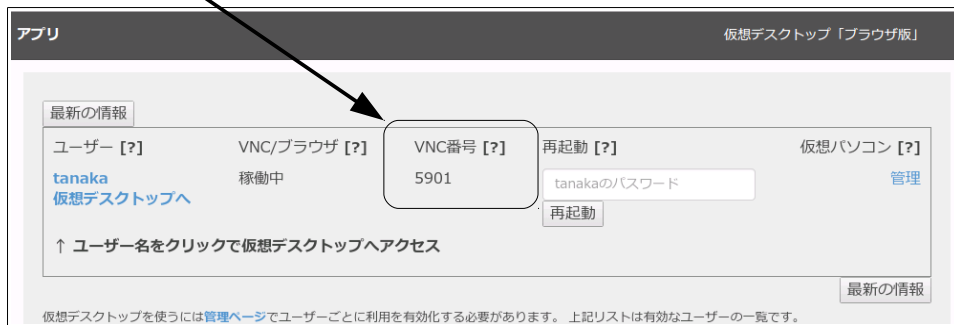 アプリ 仮想デスクトップ「ブラウザ版」
最新の情報
ユーザー [?] VNC/ブラウザ [?] VNC番号 [?] 再起動 [?] 仮想パソコン [?]
tanaka 稼働中 5901 tanakaのパスワード 管理
仮想デスクトップへ
再起動
↑ ユーザー名をクリックで仮想デスクトップへアクセス
最新の情報
仮想デスクトップを使うには管理ページでユーザーごとに利用を有効化する必要があります。 上記リストは有効なユーザーの一覧です。